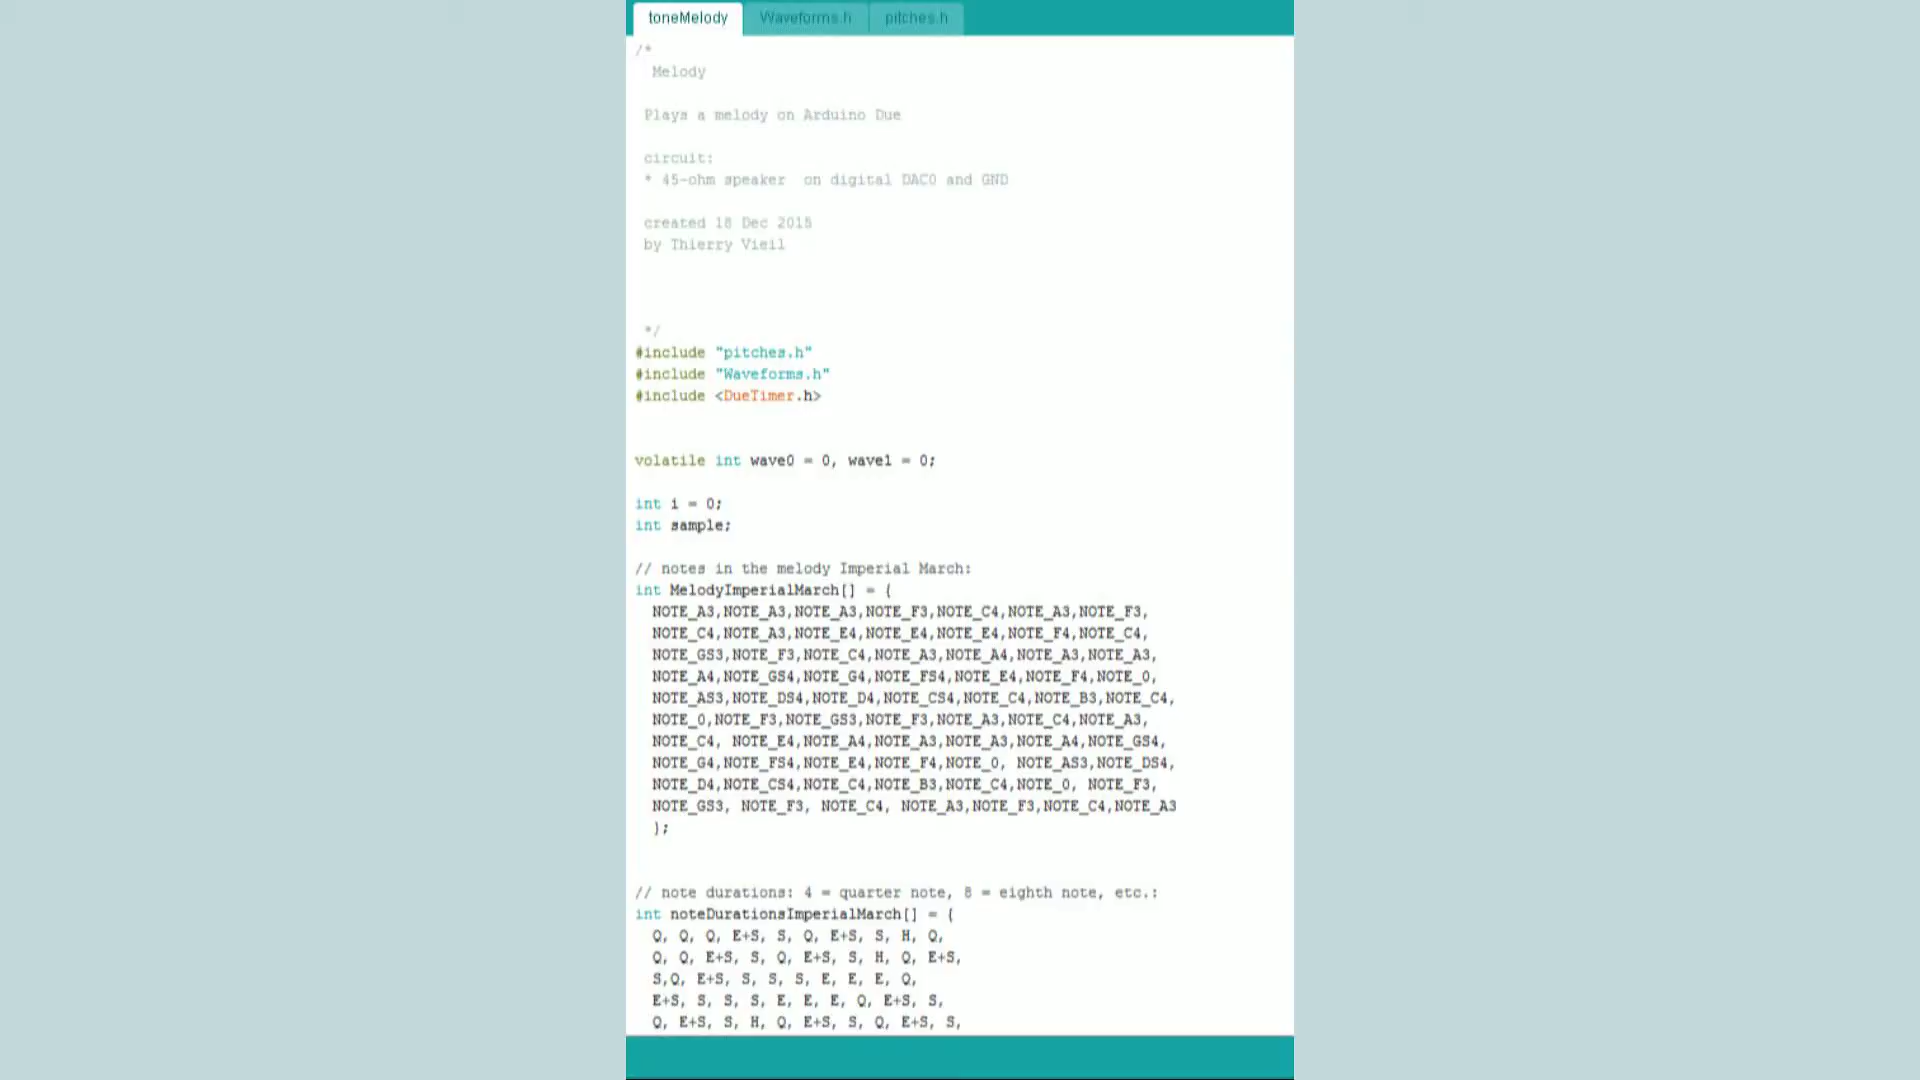 toneMelody Waveforms.h pitches.h
/*
Melody
Plays a melody on Arduino Due
circuit:
* 45-ohm speaker on digital DAC0 and GND
created 18 Dec 2015
by Thierry Vieil
*/
#include "pitches.h"
#include "Waveforms.h"
#include <DueTimer.h>
volatile int wave0 = 0, wave1 = 0;
int i = 0;
int sample;
// notes in the melody Imperial March:
int MelodyImperialMarch[] = {
NOTE_A3,NOTE_A3,NOTE_A3,NOTE_F3,NOTE_C4,NOTE_A3,NOTE_F3,
NOTE_C4,NOTE_A3,NOTE_E4,NOTE_E4,NOTE_E4,NOTE_F4,NOTE_C4,
NOTE_GS3,NOTE_F3,NOTE_C4,NOTE_A3,NOTE_A4,NOTE_A3,NOTE_A3,
NOTE_A4,NOTE_GS4,NOTE_G4,NOTE_FS4,NOTE_E4,NOTE_F4,NOTE_0,
NOTE_AS3,NOTE_DS4,NOTE_D4,NOTE_CS4,NOTE_C4,NOTE_B3,NOTE_C4,
NOTE_0,NOTE_F3,NOTE_GS3,NOTE_F3,NOTE_A3,NOTE_C4,NOTE_A3,
NOTE_C4, NOTE_E4,NOTE_A4,NOTE_A3,NOTE_A3,NOTE_A4,NOTE_GS4,
NOTE_G4,NOTE_FS4,NOTE_E4,NOTE_F4,NOTE_0, NOTE_AS3,NOTE_DS4,
NOTE_D4,NOTE_CS4,NOTE_C4,NOTE_B3,NOTE_C4,NOTE_0, NOTE_F3,
NOTE_GS3, NOTE_F3, NOTE_C4, NOTE_A3,NOTE_F3,NOTE_C4,NOTE_A3
};
// note durations: 4 = quarter note, 8 = eighth note, etc.:
int noteDurationsImperialMarch[] = {
Q, Q, Q, E+S, S, Q, E+S, S, H, Q,
Q, Q, E+S, S, Q, E+S, S, H, Q, E+S,
S,Q, E+S, S, S, S, E, E, E, Q,
E+S, S, S, S, E, E, E, Q, E+S, S,
Q, E+S, S, H, Q, E+S, S, Q, E+S, S,